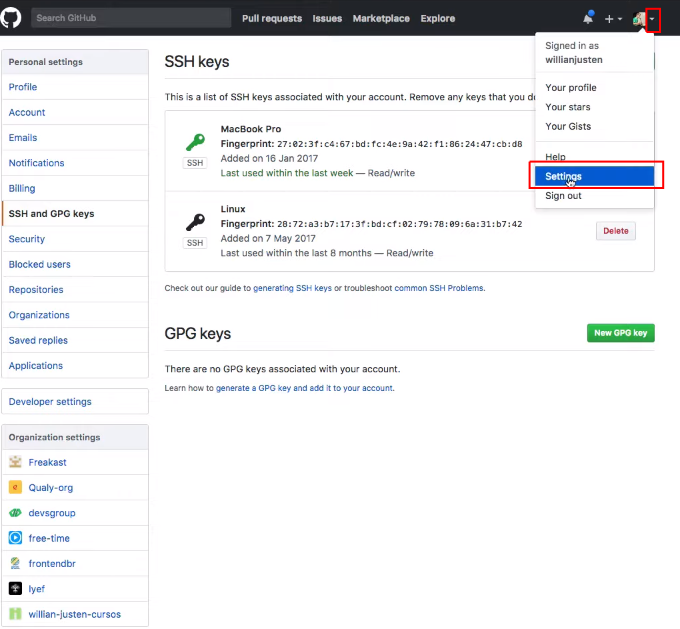 Search GitHub
Pull requests
Issues
Marketplace
Explore
Signed in as
willianjusten
Your profile
Your stars
Your Gists
Help
Settings
Sign out
Personal settings
Profile
Account
Emails
Notifications
Billing
SSH and GPG keys
Security
Blocked users
Repositories
Organizations
Saved replies
Applications
Developer settings
Organization settings
Freakast
Qualy-org
devsgroup
free-time
frontendbr
lyef
willian-justen-cursos
SSH keys
This is a list of SSH keys associated with your account. Remove any keys that you do
MacBook Pro
Fingerprint: 27:02:3f:c4:67:bd:fc:4e:9a:42:f1:86:24:47:cb:d8
Added on 16 Jan 2017
Last used within the last week — Read/write
SSH
Linux
Fingerprint: 28:72:a3:b7:17:3f:bd:cf:02:79:78:09:6a:31:b7:42
Added on 7 May 2017
Last used within the last 8 months — Read/write
SSH
Delete
Check out our guide to generating SSH keys or troubleshoot common SSH Problems.
GPG keys
New GPG key
There are no GPG keys associated with your account.
Learn how to generate a GPG key and add it to your account.